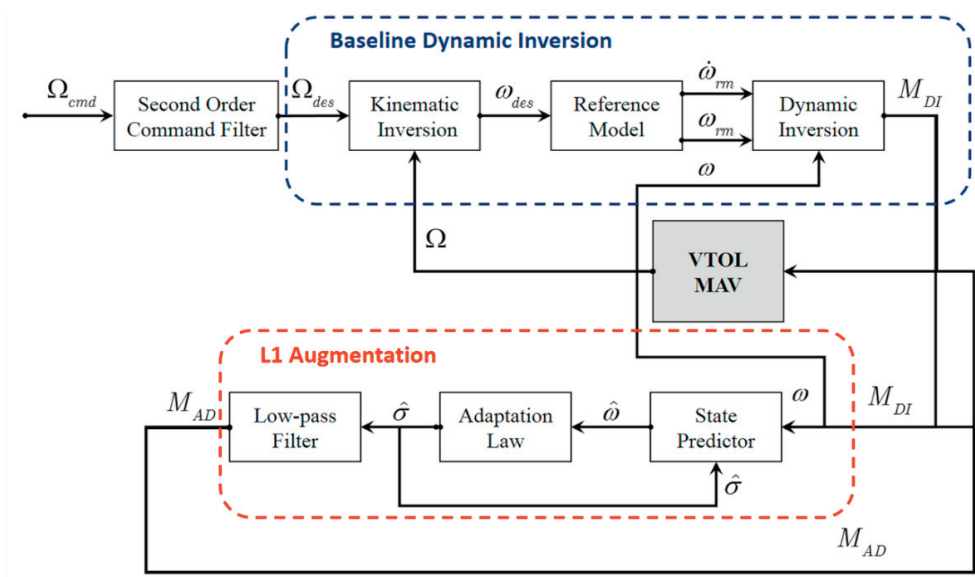 Baseline Dynamic Inversion
Ω_cmd
Second Order
Command Filter
Ω_des
Kinematic
Inversion
ω_des
Reference
Model
ω̇_rm
ω_rm
ω
Dynamic
Inversion
M_DI
Ω
VTOL
MAV
L1 Augmentation
M_AD
Low-pass
Filter
σ̂
Adaptation
Law
ω̂
State
Predictor
ω
M_DI
σ̂
M_AD